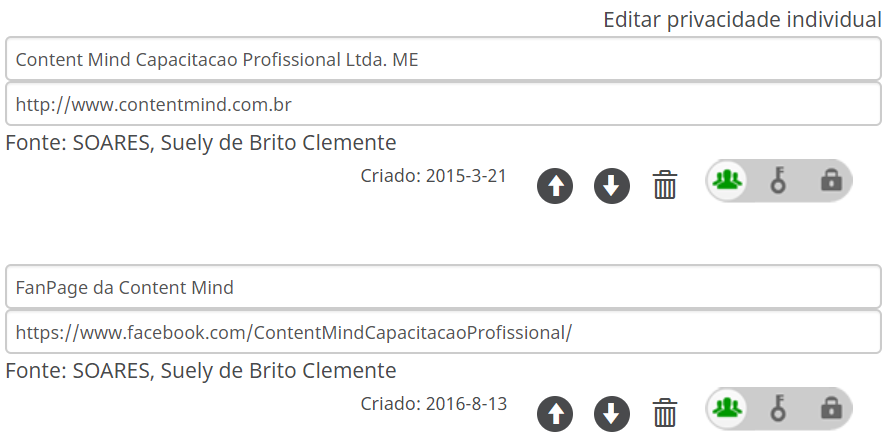 Editar privacidade individual
Content Mind Capacitacao Profissional Ltda. ME
http://www.contentmind.com.br
Fonte: SOARES, Suely de Brito Clemente
Criado: 2015-3-21
FanPage da Content Mind
https://www.facebook.com/ContentMindCapacitacaoProfissional/
Fonte: SOARES, Suely de Brito Clemente
Criado: 2016-8-13